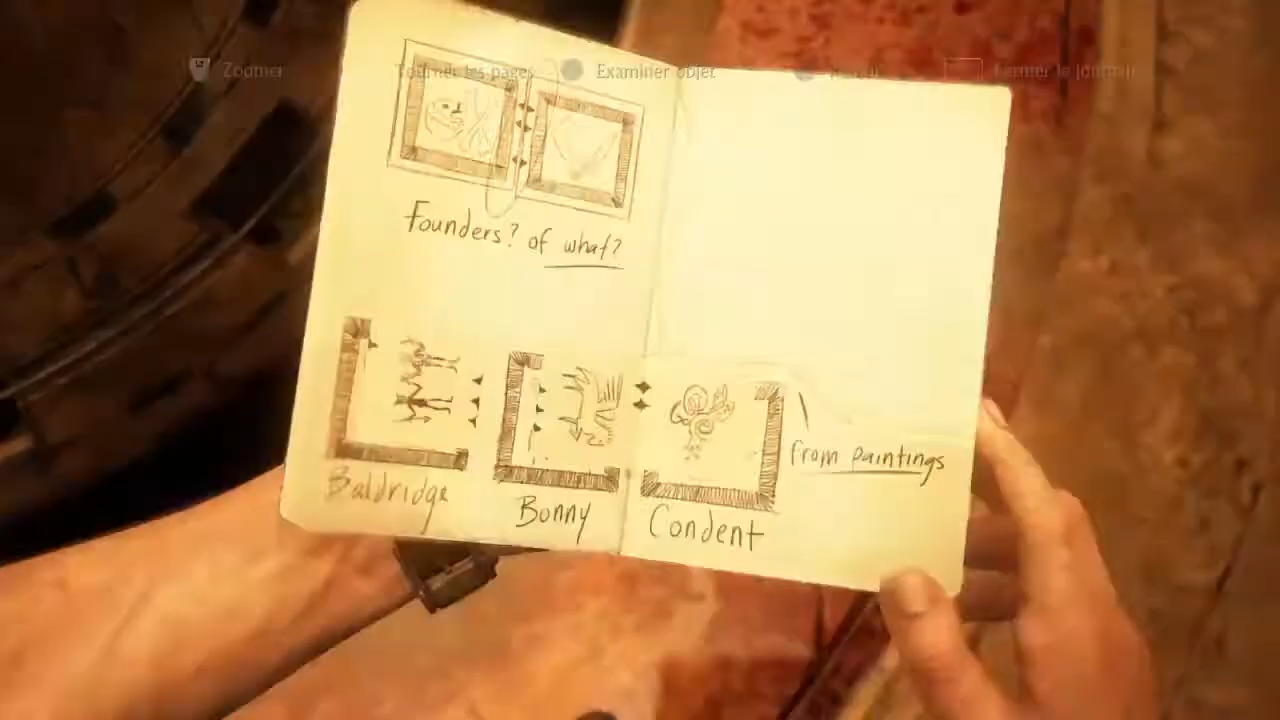 Zoomer
Tourner les pages
Examiner objet
Fermer le journal
Founders? of what?
from paintings
Baldridge
Bonny
Condent